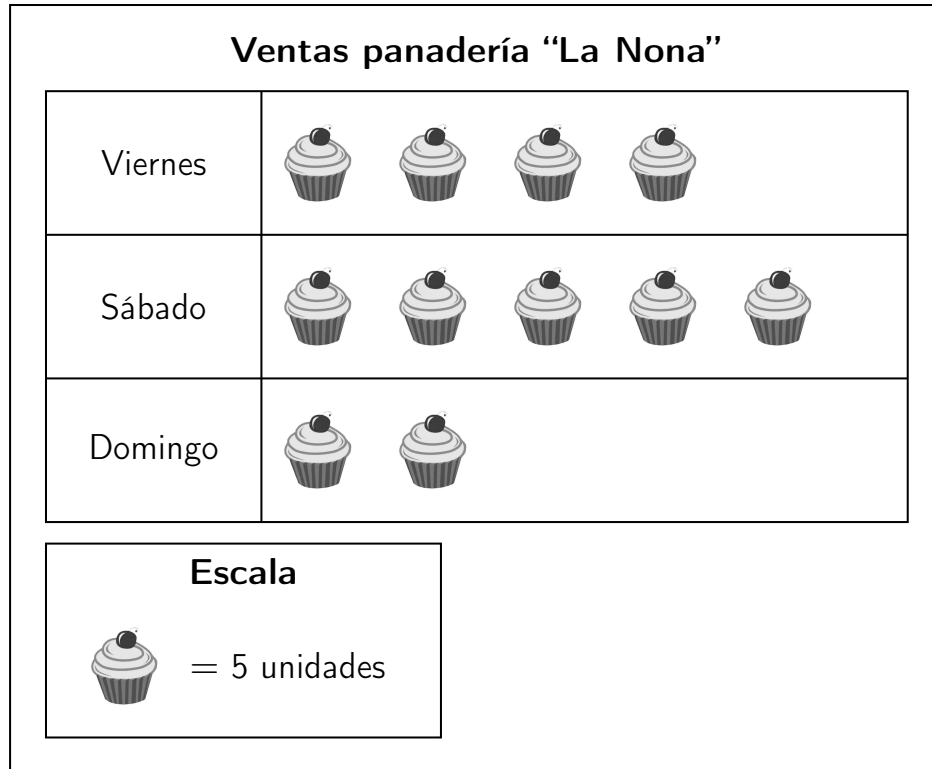 Ventas panadería “La Nona”
Viernes
Sábado
Domingo
Escala
= 5 unidades